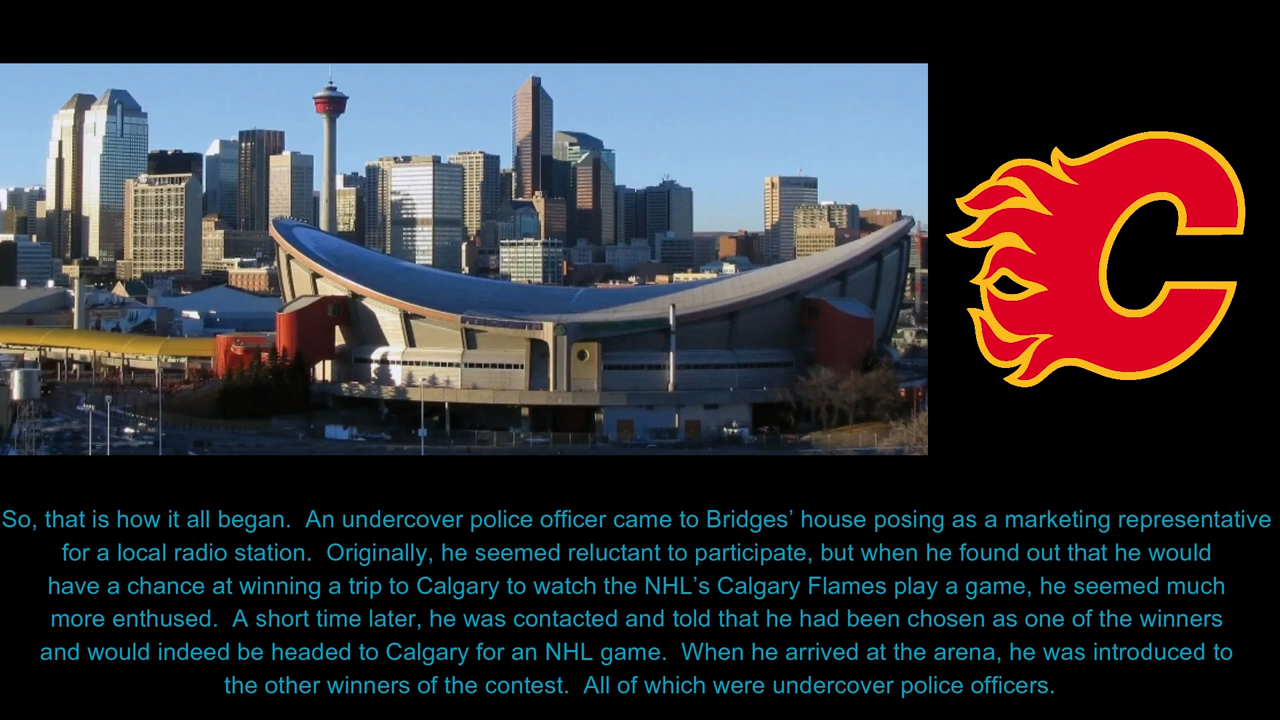 So, that is how it all began.  An undercover police officer came to Bridges’ house posing as a marketing representative
for a local radio station.  Originally, he seemed reluctant to participate, but when he found out that he would
have a chance at winning a trip to Calgary to watch the NHL’s Calgary Flames play a game, he seemed much
more enthused.  A short time later, he was contacted and told that he had been chosen as one of the winners
and would indeed be headed to Calgary for an NHL game.  When he arrived at the arena, he was introduced to
the other winners of the contest.  All of which were undercover police officers.